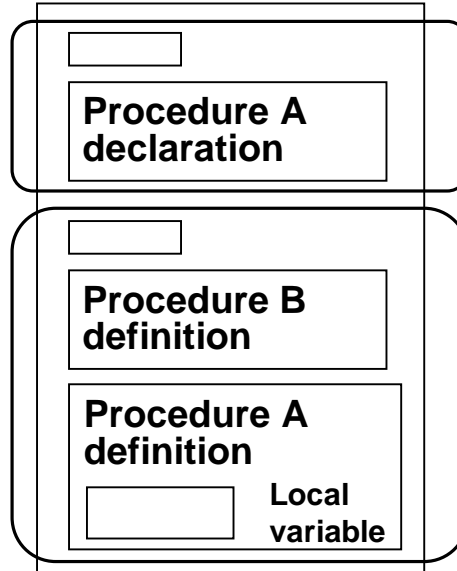 Procedure A
declaration
Procedure B
definition
Procedure A
definition
Local
variable